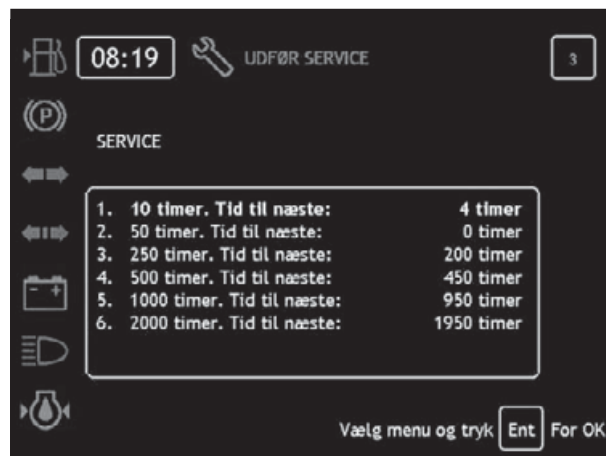 08:19 UDFØR SERVICE 3
(P)
SERVICE
1. 10 timer. Tid til næste: 4 timer
2. 50 timer. Tid til næste: 0 timer
3. 250 timer. Tid til næste: 200 timer
4. 500 timer. Tid til næste: 450 timer
5. 1000 timer. Tid til næste: 950 timer
6. 2000 timer. Tid til næste: 1950 timer
Vælg menu og tryk Ent For OK